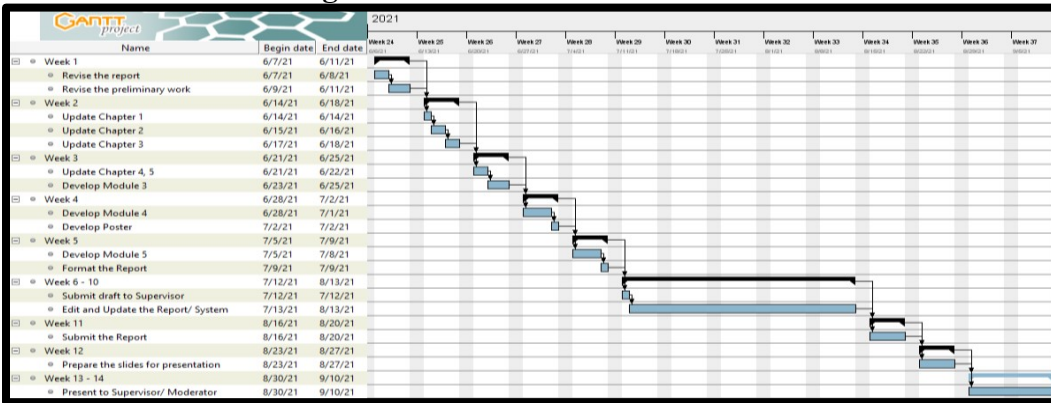 GANTT
project
2021
Name Begin date End date
Week 24 Week 25 Week 26 Week 27 Week 28 Week 29 Week 30 Week 31 Week 32 Week 33 Week 34 Week 35 Week 36 Week 37
Week 1 6/7/21 6/11/21
Revise the report 6/7/21 6/8/21
Revise the preliminary work 6/9/21 6/11/21
Week 2 6/14/21 6/18/21
Update Chapter 1 6/14/21 6/14/21
Update Chapter 2 6/15/21 6/16/21
Update Chapter 3 6/17/21 6/18/21
Week 3 6/21/21 6/25/21
Update Chapter 4, 5 6/21/21 6/22/21
Develop Module 3 6/23/21 6/25/21
Week 4 6/28/21 7/2/21
Develop Module 4 6/28/21 7/1/21
Develop Poster 7/2/21 7/2/21
Week 5 7/5/21 7/9/21
Develop Module 5 7/5/21 7/8/21
Format the Report 7/9/21 7/9/21
Week 6 - 10 7/12/21 8/13/21
Submit draft to Supervisor 7/12/21 7/12/21
Edit and Update the Report/ System 7/13/21 8/13/21
Week 11 8/16/21 8/20/21
Submit the Report 8/16/21 8/20/21
Week 12 8/23/21 8/27/21
Prepare the slides for presentation 8/23/21 8/27/21
Week 13 - 14 8/30/21 9/10/21
Present to Supervisor/ Moderator 8/30/21 9/10/21